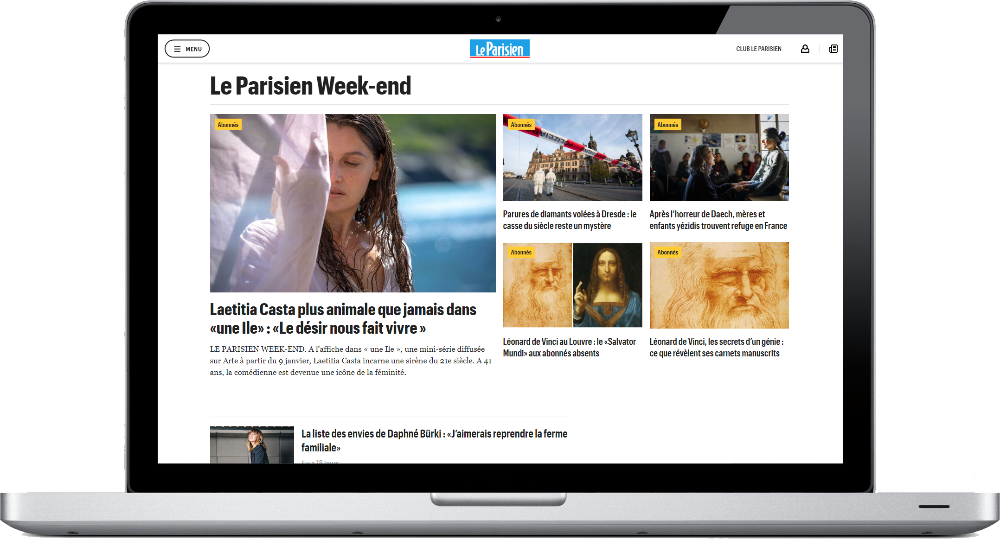 MENU
Le Parisien
CLUB LE PARISIEN
Le Parisien Week-end
Abonnés
Laetitia Casta plus animale que jamais dans
«une Ile» : «Le désir nous fait vivre »
LE PARISIEN WEEK-END. A l’affiche dans « une Ile », une mini-série diffusée
sur Arte à partir du 9 janvier, Laetitia Casta incarne une sirène du 21e siècle. A 41
ans, la comédienne est devenue une icône de la féminité.
Abonnés
POLIZEIAB
Parures de diamants volées à Dresde : le
casse du siècle reste un mystère
Abonnés
Après l’horreur de Daech, mères et
enfants yézidis trouvent refuge en France
Abonnés
Léonard de Vinci au Louvre : le «Salvator
Mundi» aux abonnés absents
Abonnés
Léonard de Vinci, les secrets d’un génie :
ce que révèlent ses carnets manuscrits
La liste des envies de Daphné Bürki : «J’aimerais reprendre la ferme
familiale»
il y a 18 jours